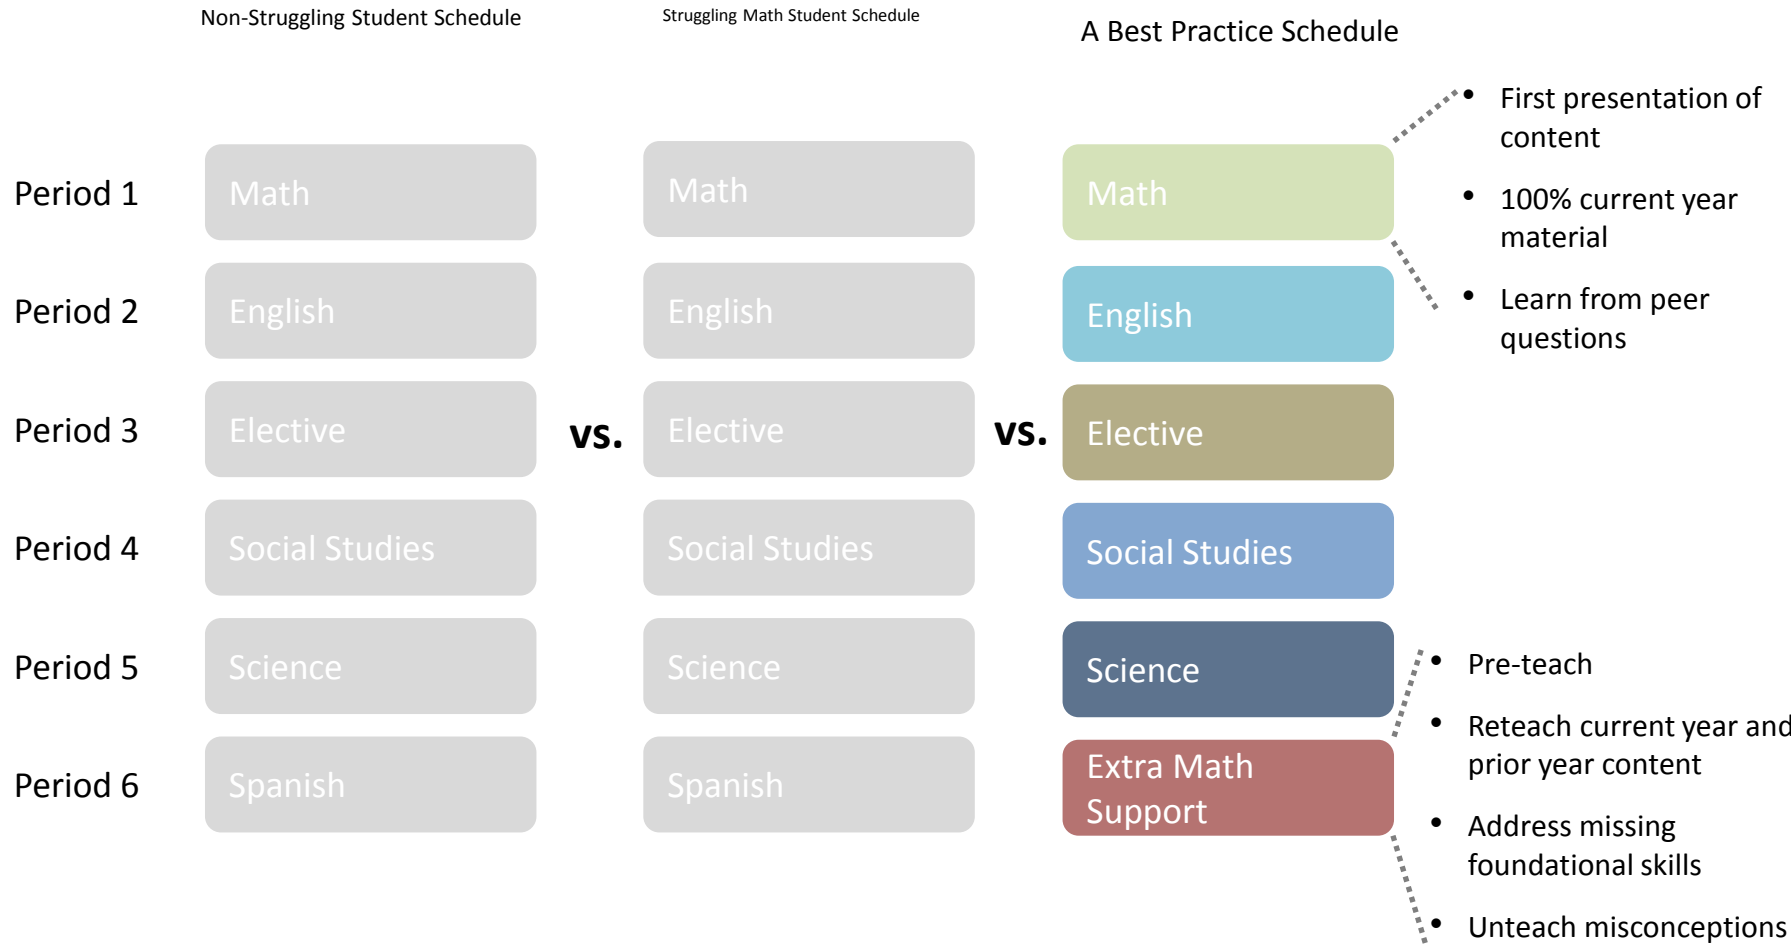 Non-Struggling Student Schedule
Struggling Math Student Schedule
A Best Practice Schedule
Period 1
Math
Math
Math
• First presentation of
content
• 100% current year
material
• Learn from peer
questions
Period 2
English
English
English
Period 3
Elective
vs.
Elective
vs.
Elective
Period 4
Social Studies
Social Studies
Social Studies
Period 5
Science
Science
Science
Period 6
Spanish
Spanish
Extra Math
Support
• Pre-teach
• Reteach current year and
prior year content
• Address missing
foundational skills
• Unteach misconceptions